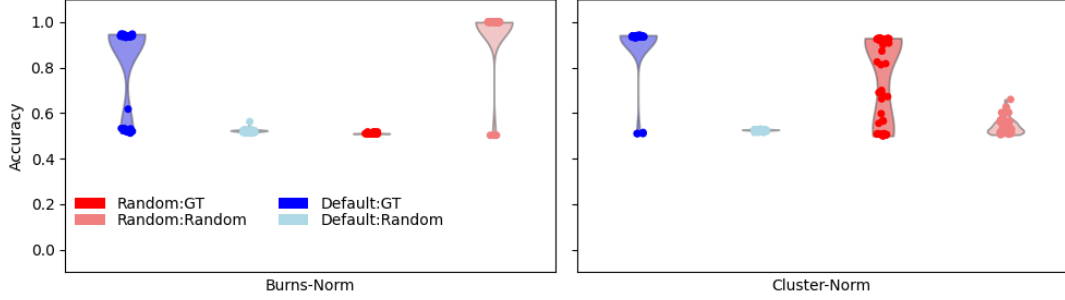 1.0
0.8
0.6
0.4
0.2
0.0
Accuracy
Random:GT
Random:Random
Default:GT
Default:Random
Burns-Norm
Cluster-Norm